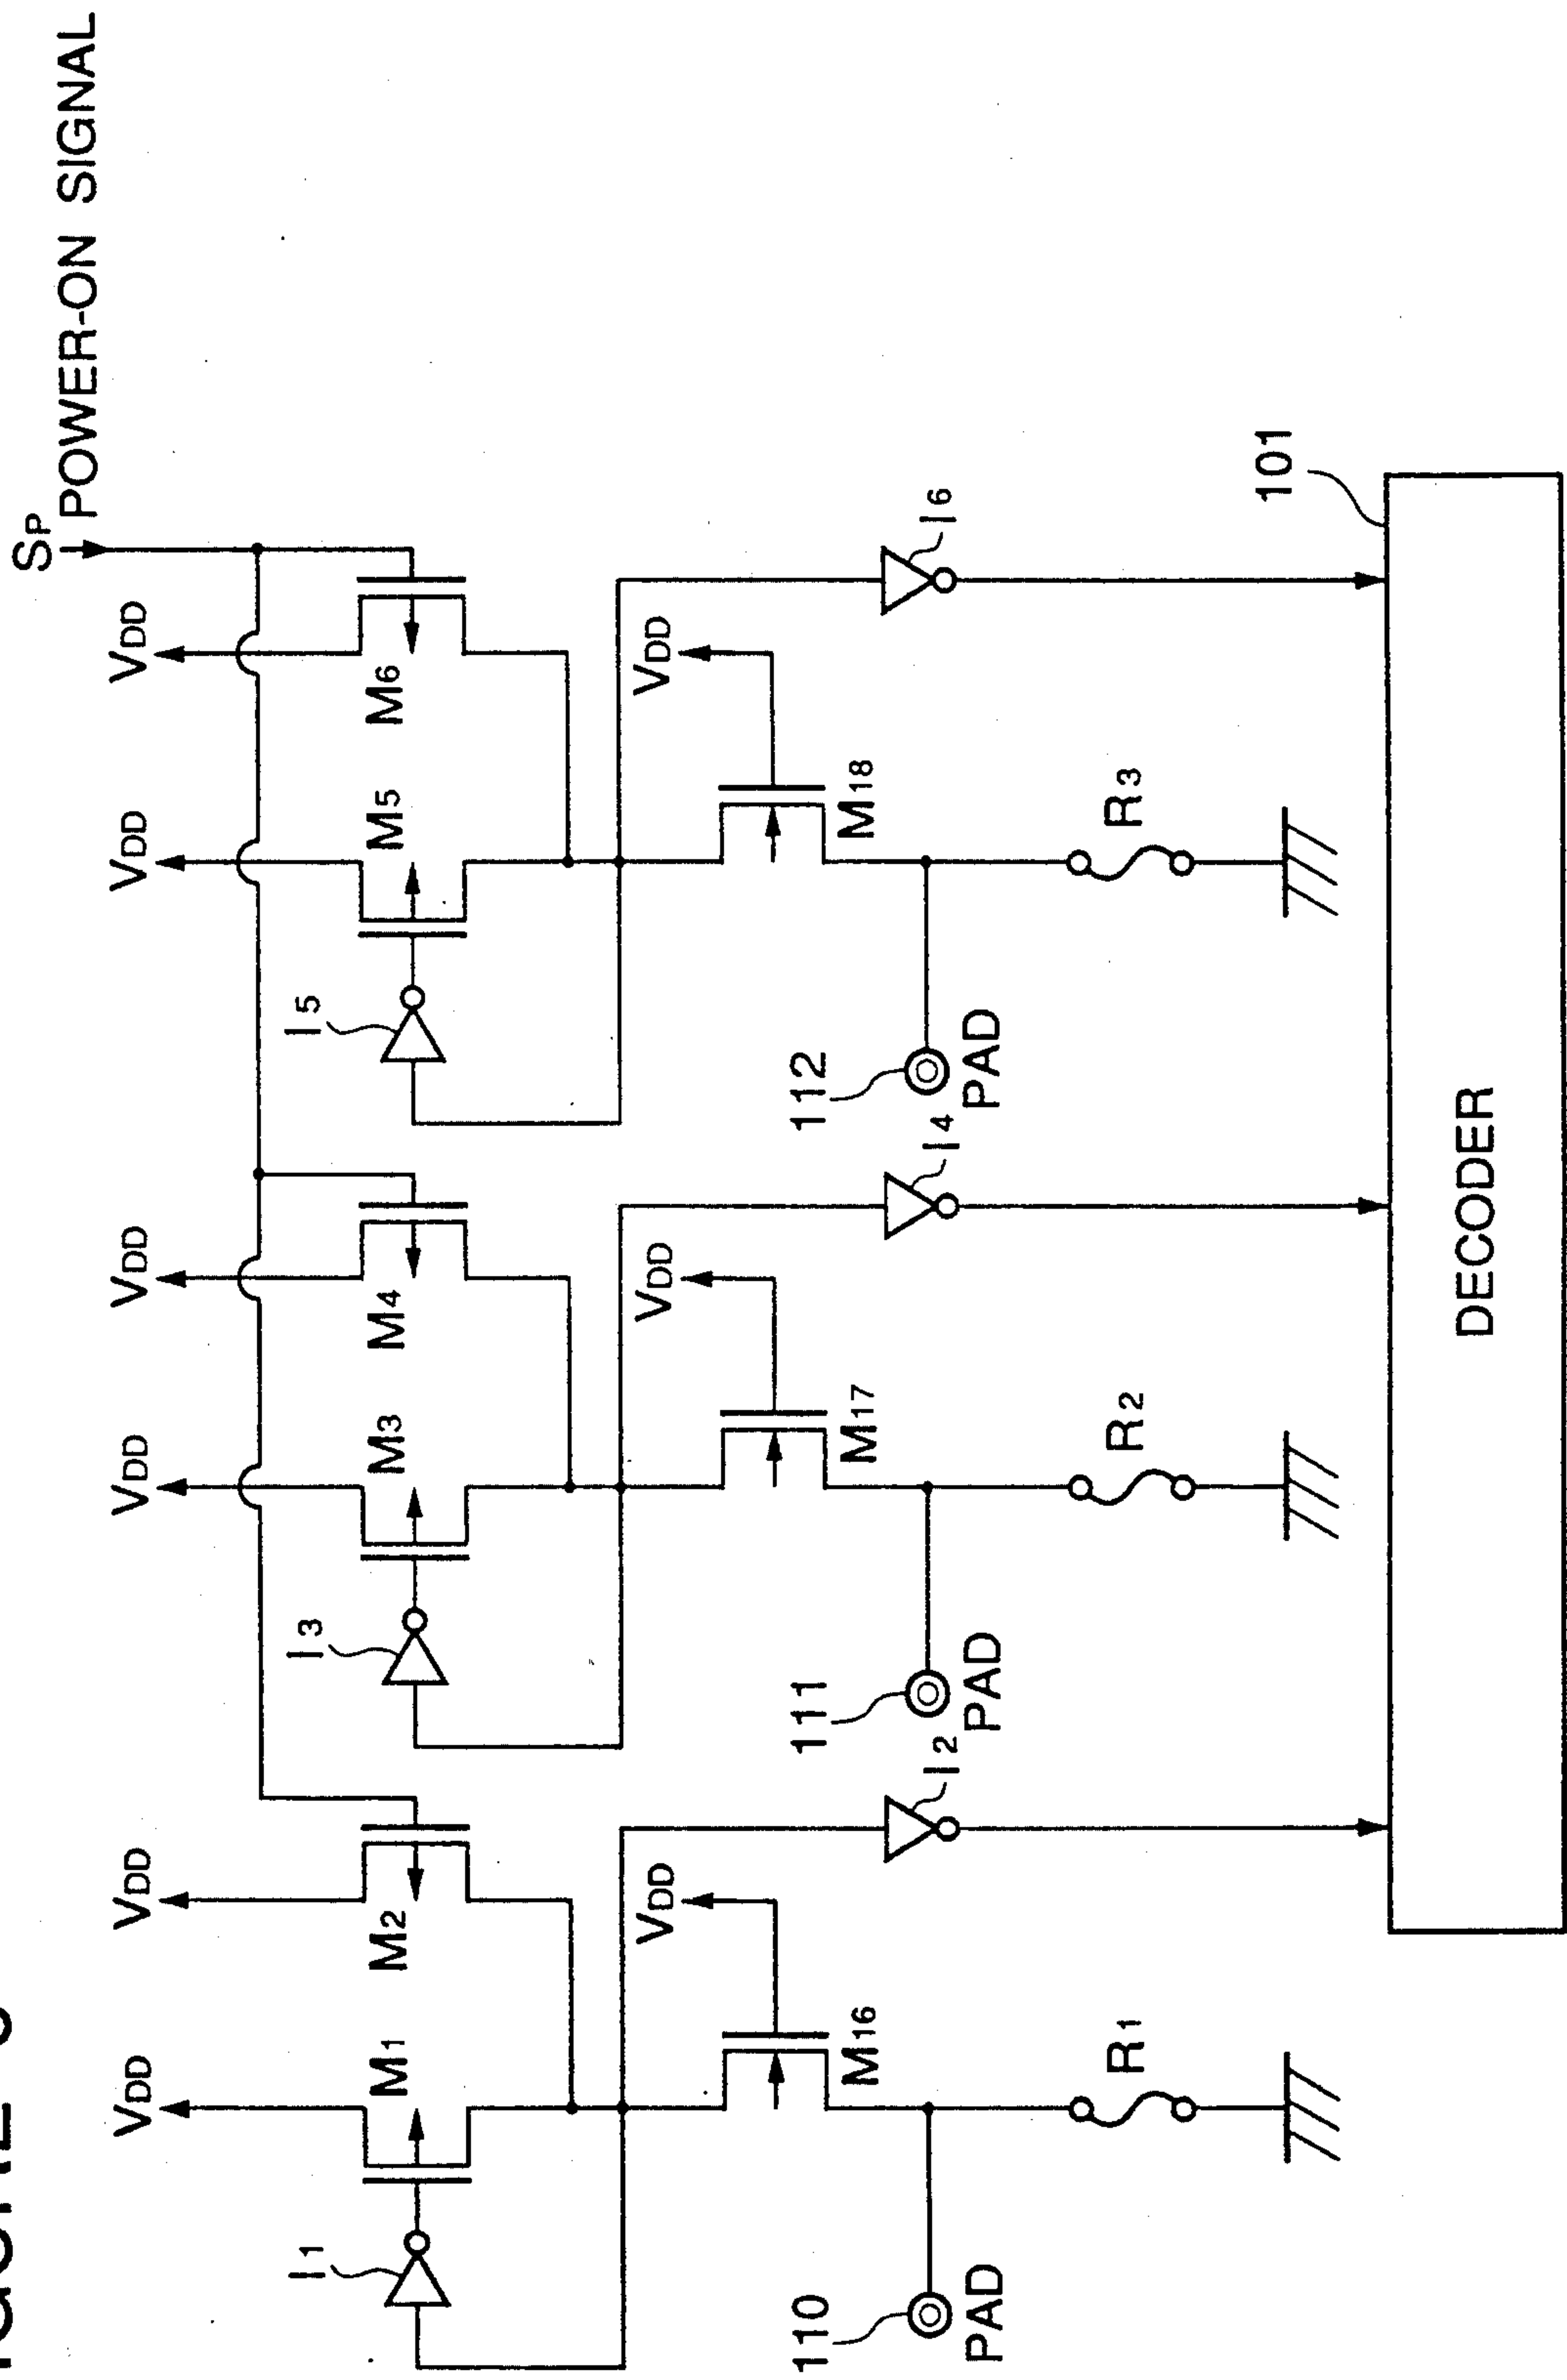 SP
POWER-ON SIGNAL
VDD
VDD
VDD
VDD
VDD
VDD
M1
M2
M3
M4
M5
M6
I1
I3
I5
VDD
VDD
VDD
M16
M17
M18
110
111
112
PAD
PAD
PAD
I2
I4
I6
R1
R2
R3
101
DECODER